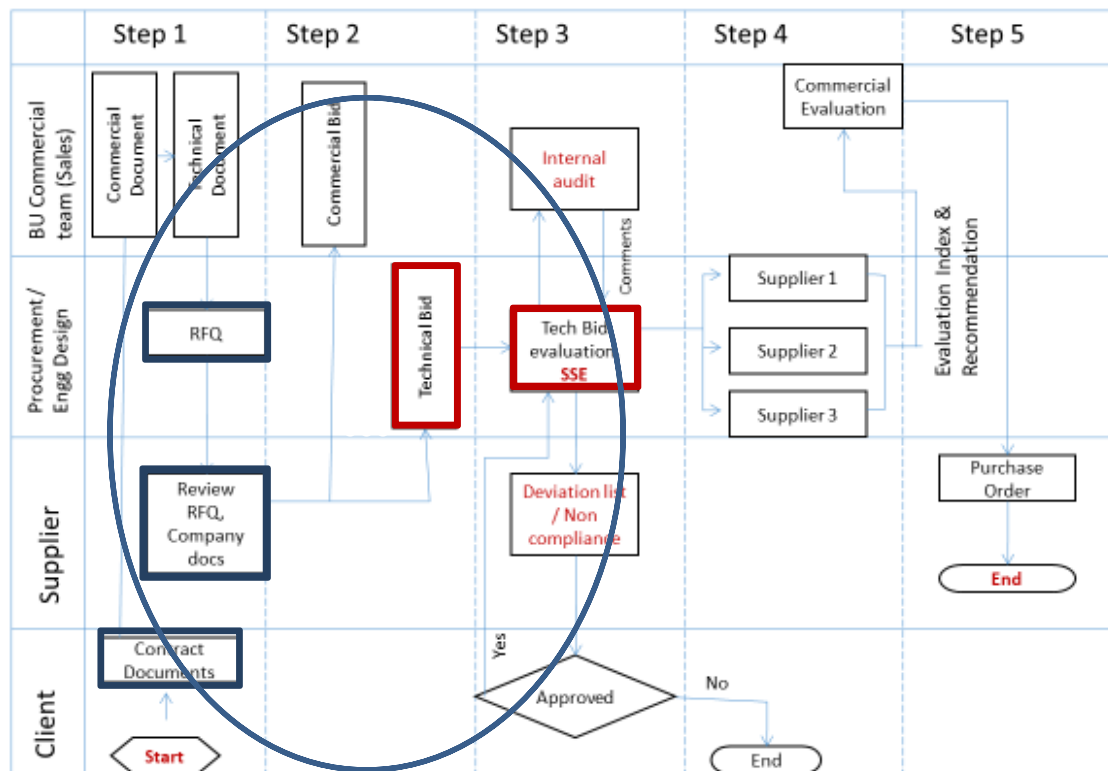 Step 1
Step 2
Step 3
Step 4
Step 5
BU Commercial
team (Sales)
Commercial
Document
Technical
Document
Commercial Bid
Internal
audit
Comments
Commercial
Evaluation
Procurement/
Engg Design
RFQ
Technical Bid
Tech Bid
evaluation
SSE
Supplier 1
Supplier 2
Supplier 3
Evaluation Index &
Recommendation
Supplier
Review
RFQ,
Company
docs
Deviation list
/ Non
compliance
Purchase
Order
End
Client
Contract
Documents
Start
Yes
Approved
No
End